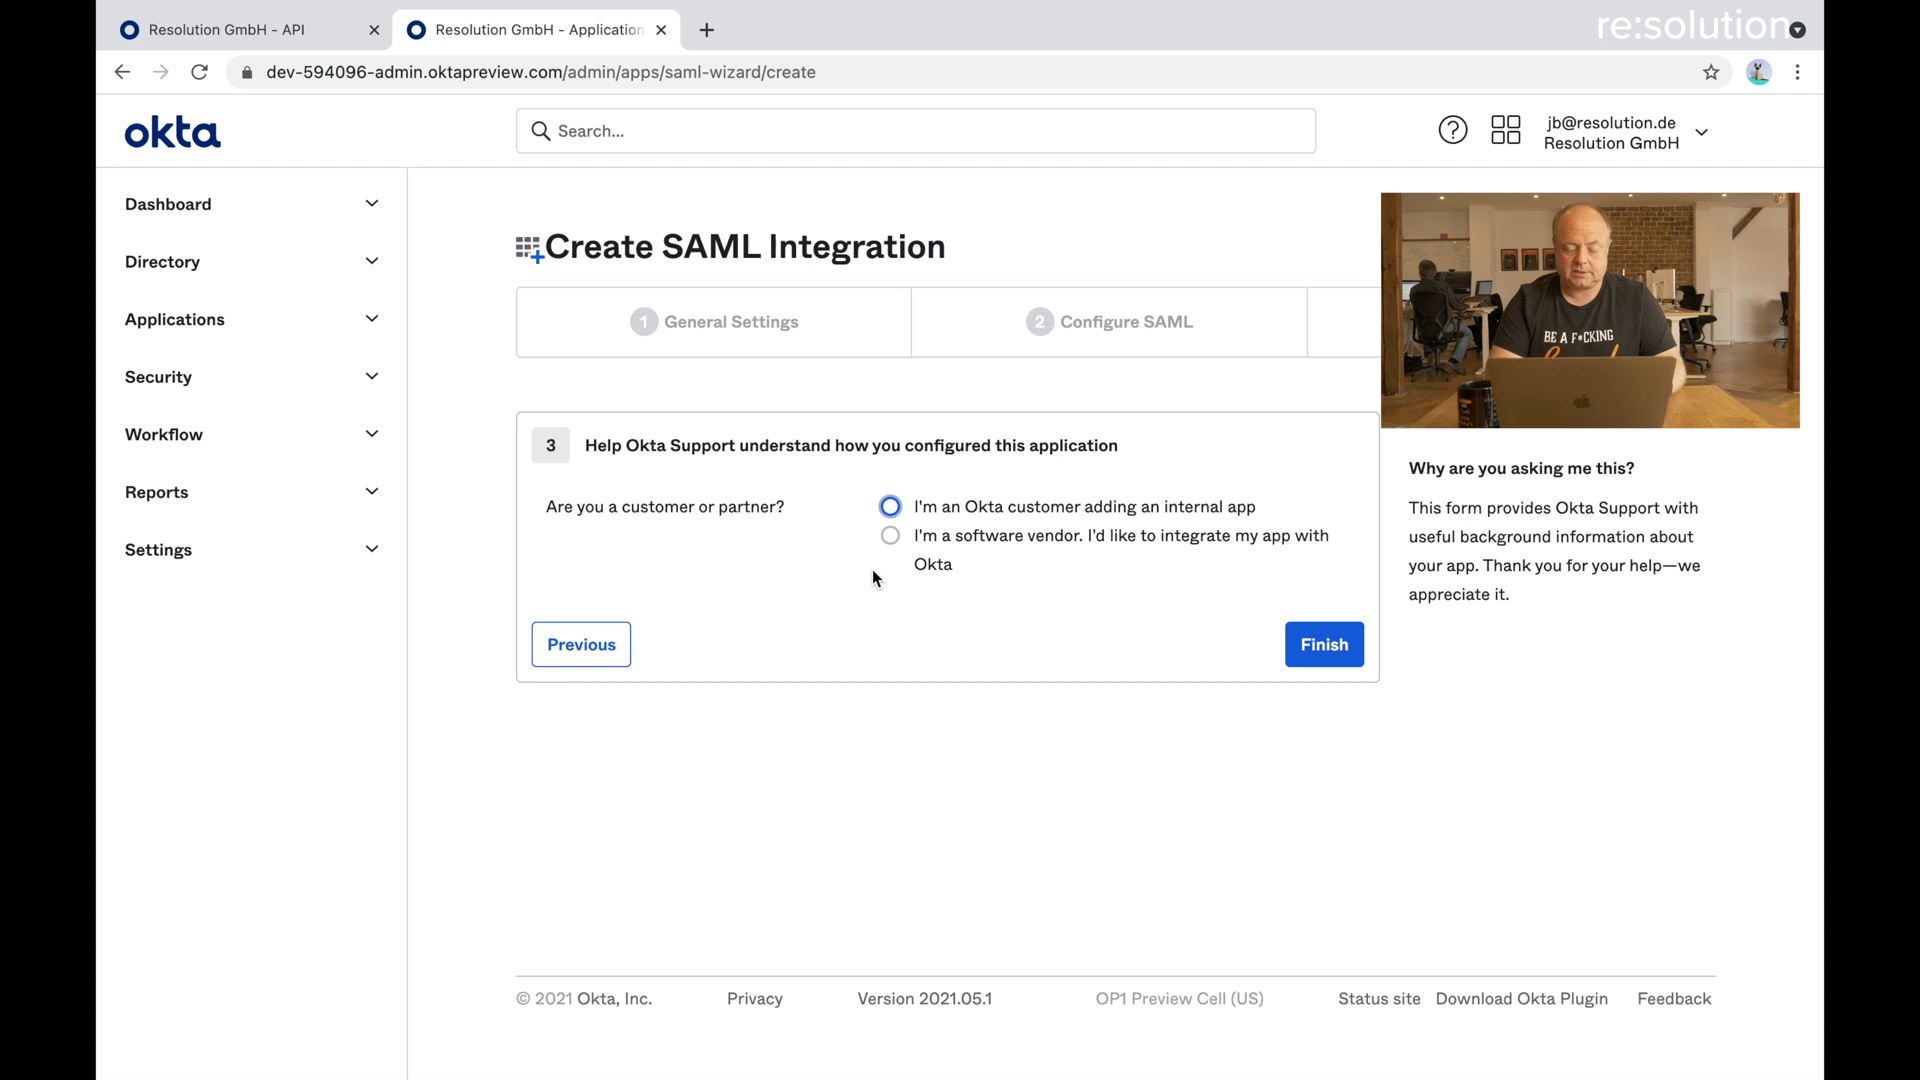 Resolution GmbH - API
Resolution GmbH - Application
re:solution
dev-594096-admin.oktapreview.com/admin/apps/saml-wizard/create
okta
Search...
jb@resolution.de
Resolution GmbH
Dashboard
Directory
Applications
Security
Workflow
Reports
Settings
Create SAML Integration
1 General Settings
2 Configure SAML
BE A F*CKING
3 Help Okta Support understand how you configured this application
Are you a customer or partner?
I'm an Okta customer adding an internal app
I'm a software vendor. I'd like to integrate my app with
Okta
Previous
Finish
Why are you asking me this?
This form provides Okta Support with
useful background information about
your app. Thank you for your help—we
appreciate it.
© 2021 Okta, Inc.
Privacy
Version 2021.05.1
OP1 Preview Cell (US)
Status site
Download Okta Plugin
Feedback